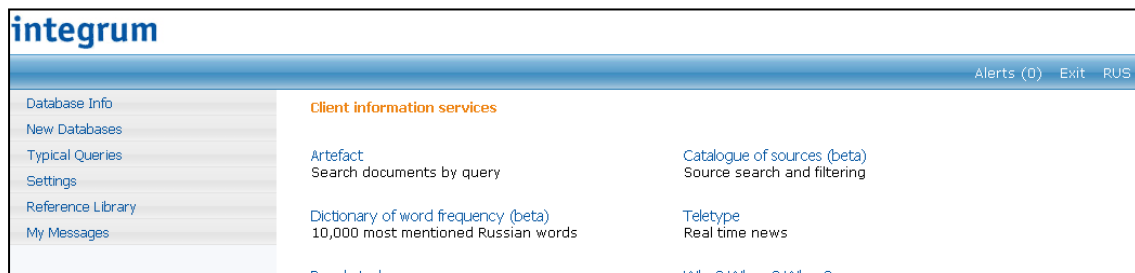 integrum
Alerts (0) Exit RUS
Database Info
New Databases
Typical Queries
Settings
Reference Library
My Messages
Client information services
Artefact
Search documents by query
Catalogue of sources (beta)
Source search and filtering
Dictionary of word frequency (beta)
10,000 most mentioned Russian words
Teletype
Real time news